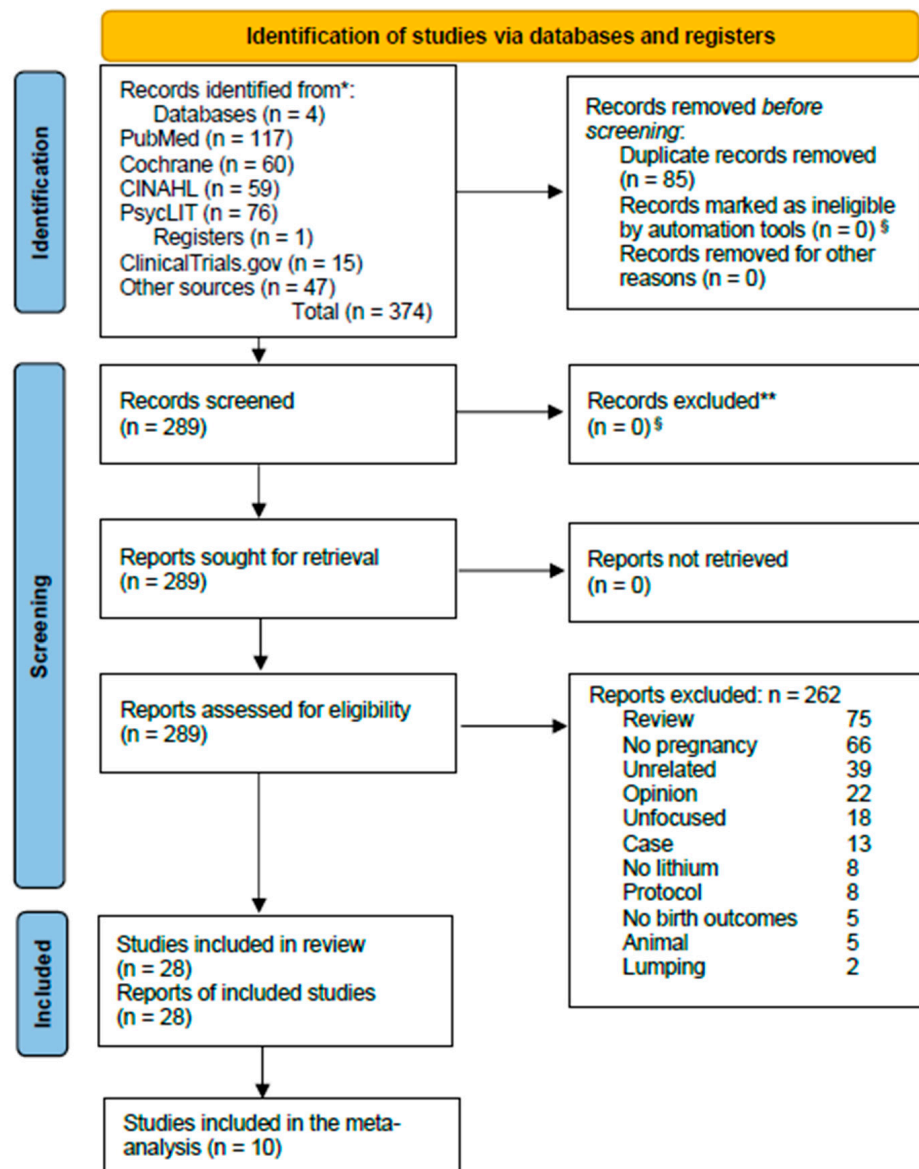 Identification of studies via databases and registers
Identification
Records identified from*:
Databases (n = 4)
PubMed (n = 117)
Cochrane (n = 60)
CINAHL (n = 59)
PsycLIT (n = 76)
Registers (n = 1)
ClinicalTrials.gov (n = 15)
Other sources (n = 47)
Total (n = 374)
Records removed before
screening:
Duplicate records removed
(n = 85)
Records marked as ineligible
by automation tools (n = 0) §
Records removed for other
reasons (n = 0)
Screening
Records screened
(n = 289)
Records excluded**
(n = 0) §
Reports sought for retrieval
(n = 289)
Reports not retrieved
(n = 0)
Reports assessed for eligibility
(n = 289)
Reports excluded: n = 262
Review 75
No pregnancy 66
Unrelated 39
Opinion 22
Unfocused 18
Case 13
No lithium 8
Protocol 8
No birth outcomes 5
Animal 5
Lumping 2
Included
Studies included in review
(n = 28)
Reports of included studies
(n = 28)
Studies included in the meta-
analysis (n = 10)